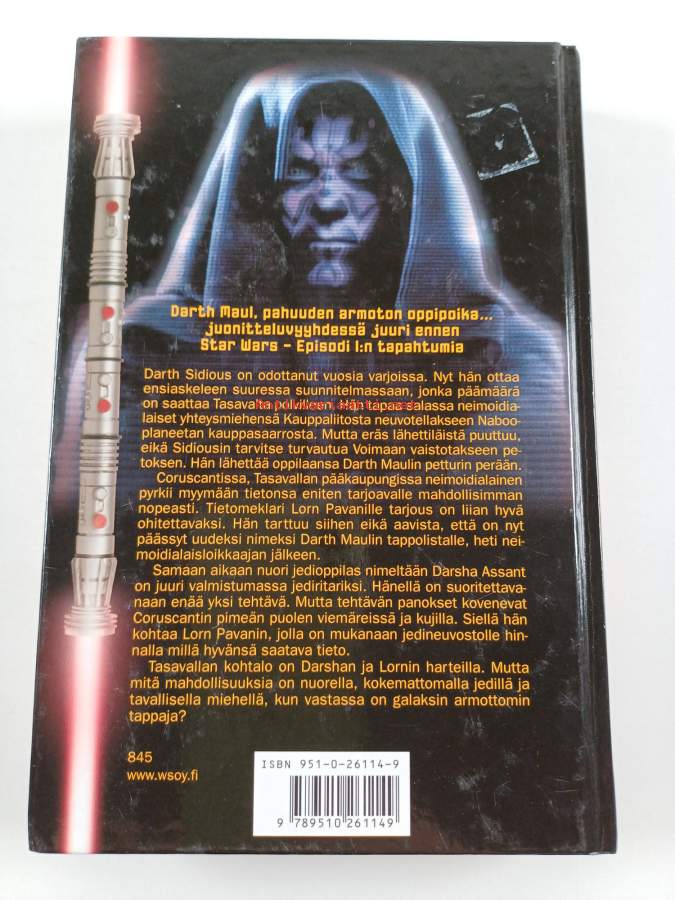 Darth Maul, pahuuden armoton oppipoika...
juonitteluvyyhdessä juuri ennen
Star Wars – Episodi I:n tapahtumia
Darth Sidious on odottanut vuosia varjoissa. Nyt hän ottaa
ensiaskeleen suuressa suunnitelmassaan, jonka päämäärä
on saattaa Tasavalta polvilleen. Hän tapaa salassa neimoidia-
laiset yhteysmiehensä Kauppaliitosta neuvotellakseen Naboo-
planeetan kauppasaarrosta. Mutta eräs lähettiläistä puuttuu,
eikä Sidiousin tarvitse turvautua Voimaan vaistotakseen pe-
toksen. Hän lähettää oppilaansa Darth Maulin petturin perään.
Coruscantissa, Tasavallan pääkaupungissa neimoidialainen
pyrkii myymään tietonsa eniten tarjoavalle mahdollisimman
nopeasti. Tietomeklari Lorn Pavanille tarjous on liian hyvä
ohitettavaksi. Hän tarttuu siihen eikä aavista, että on nyt
päässyt uudeksi nimeksi Darth Maulin tappolistalle, heti nei-
moidialaisloikkaajan jälkeen.
Samaan aikaan nuori jedioppilas nimeltään Darsha Assant
on juuri valmistumassa jediritariksi. Hänellä on suoritettava-
naan enää yksi tehtävä. Mutta tehtävän panokset kovenevat
Coruscantin pimeän puolen viemäreissä ja kujilla. Siellä hän
kohtaa Lorn Pavanin, jolla on mukanaan jedineuvostolle hin-
nalla millä hyvänsä saatava tieto.
Tasavallan kohtalo on Darshan ja Lornin harteilla. Mutta
mitä mahdollisuuksia on nuorella, kokemattomalla jedillä ja
tavallisella miehellä, kun vastassa on galaksin armottomin
tappaja?
845
www.wsoy.fi
ISBN 951-0-26114-9
9 789510 261149